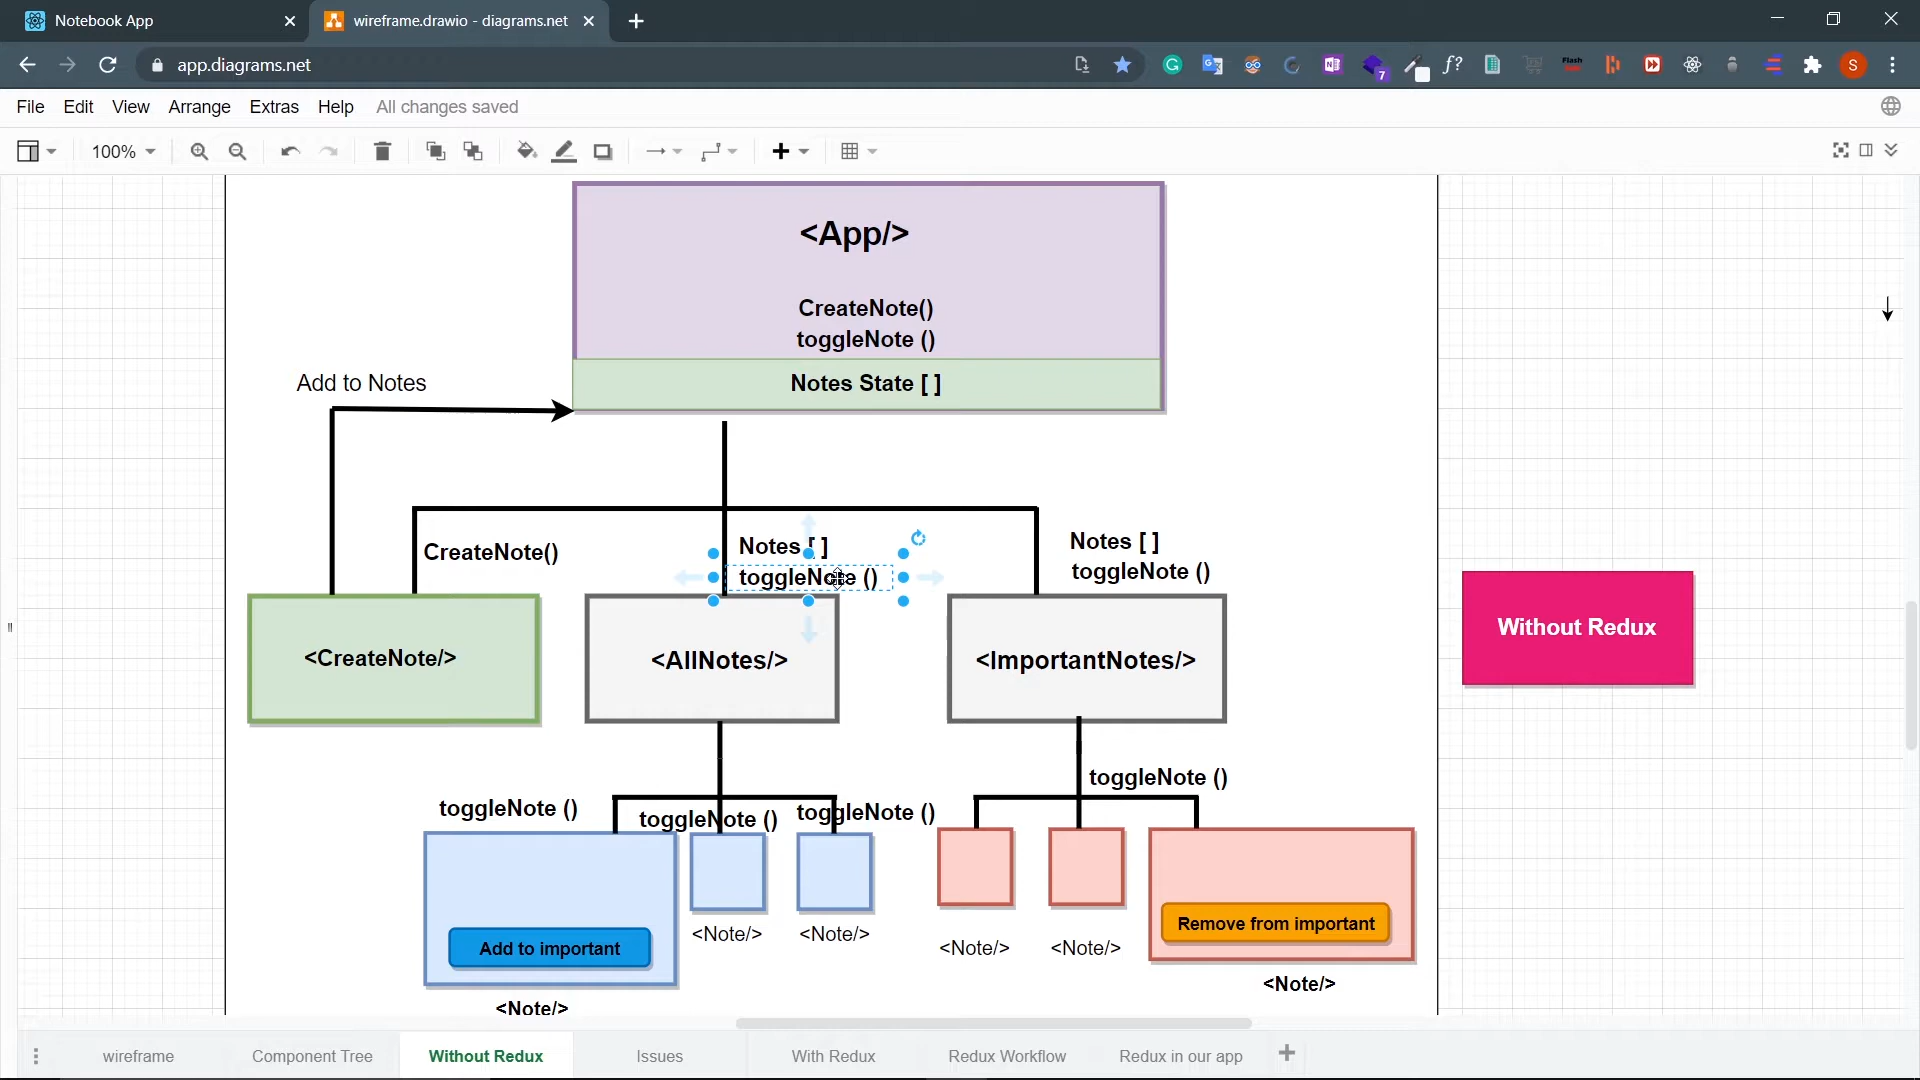 Notebook App
wireframe.drawio - diagrams.net
app.diagrams.net
7
f?
Flash
S
File Edit View Arrange Extras Help All changes saved
100%
<App/>
CreateNote()
toggleNote ()
Notes State [ ]
Add to Notes
CreateNote()
Notes [ ]
toggleNote ()
Notes [ ]
toggleNote ()
<CreateNote/>
<AllNotes/>
<ImportantNotes/>
Without Redux
toggleNote ()
toggleNote ()
toggleNote ()
toggleNote ()
Add to important
<Note/>
<Note/>
<Note/>
<Note/>
<Note/>
Remove from important
<Note/>
wireframe
Component Tree
Without Redux
Issues
With Redux
Redux Workflow
Redux in our app